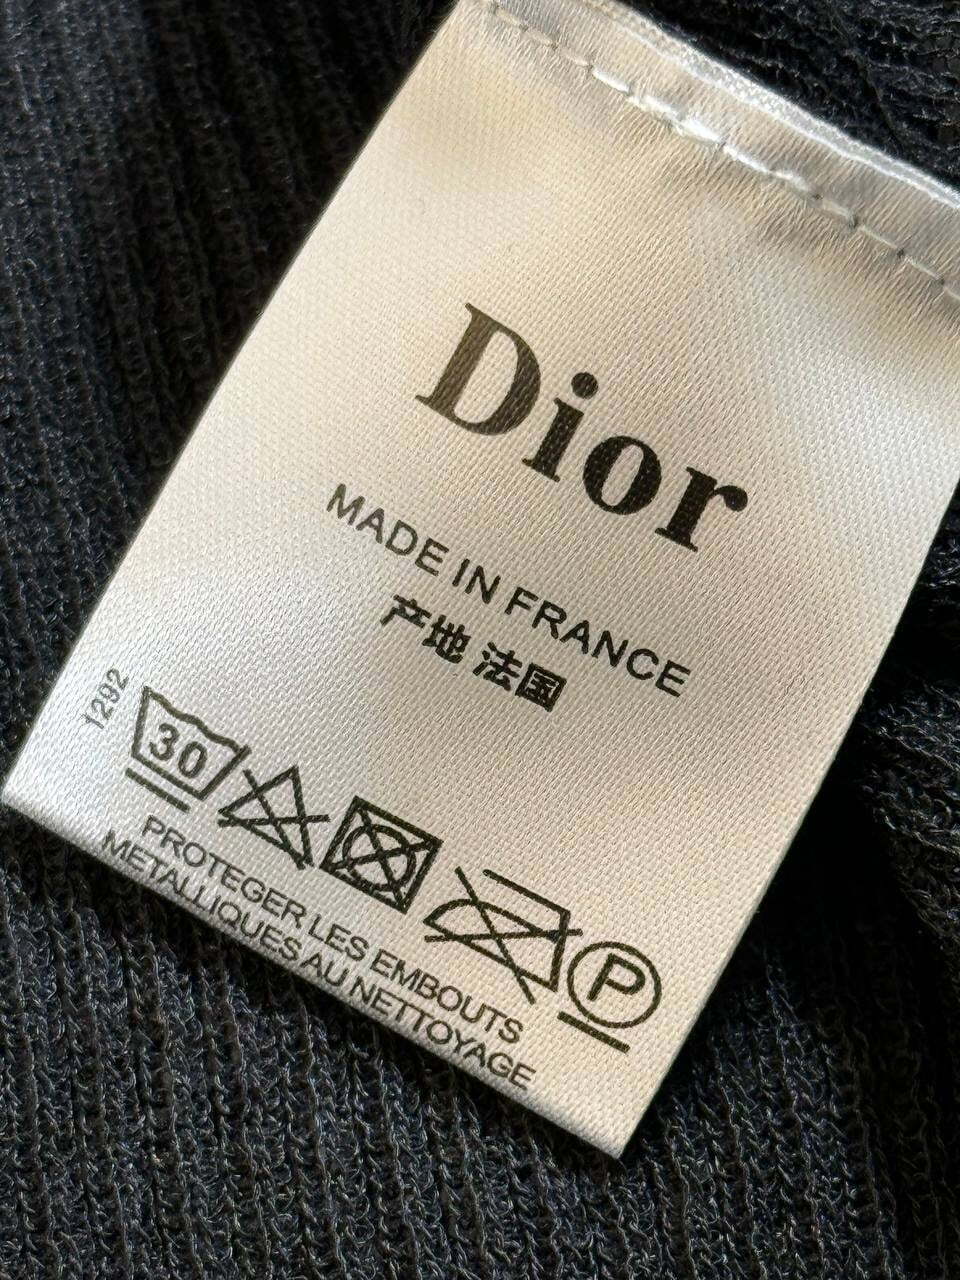 Dior
MADE IN FRANCE
产地 法国
1292
30
P
PROTEGER LES EMBOUTS
METALLIQUES AU NETTOYAGE